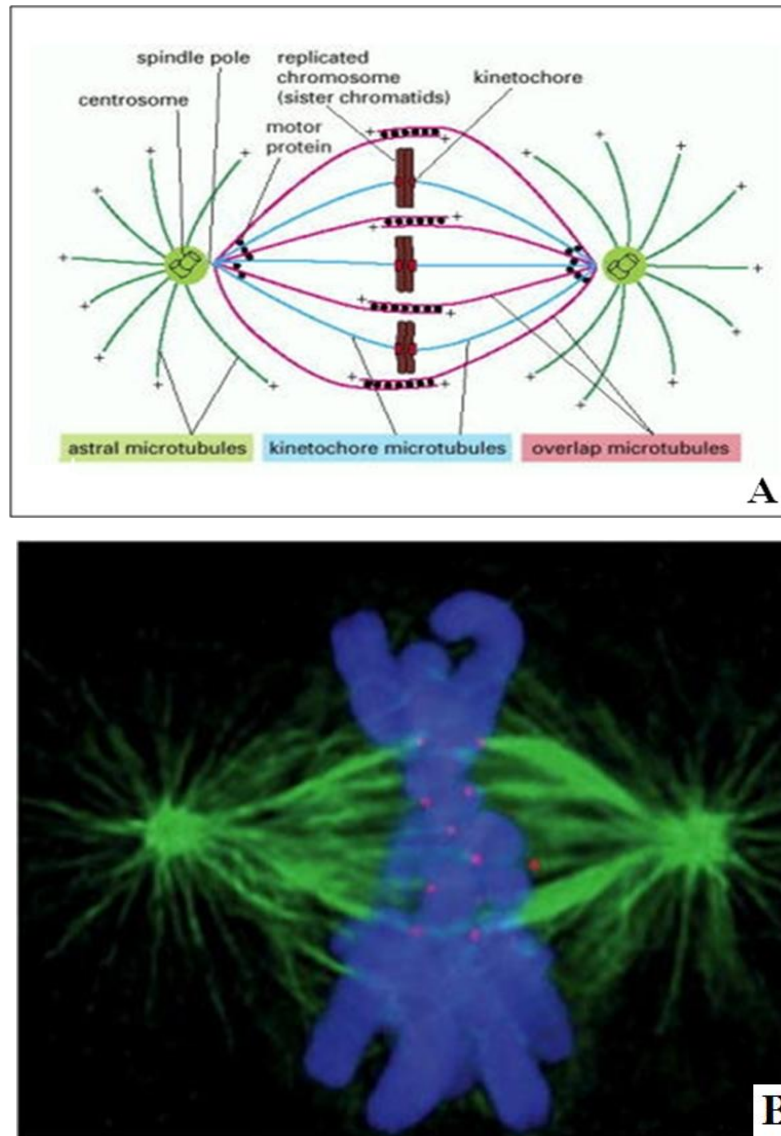 spindle pole
replicated
chromosome
(sister chromatids)
kinetochore
centrosome
motor
protein
astral microtubules
kinetochore microtubules
overlap microtubules
A
B